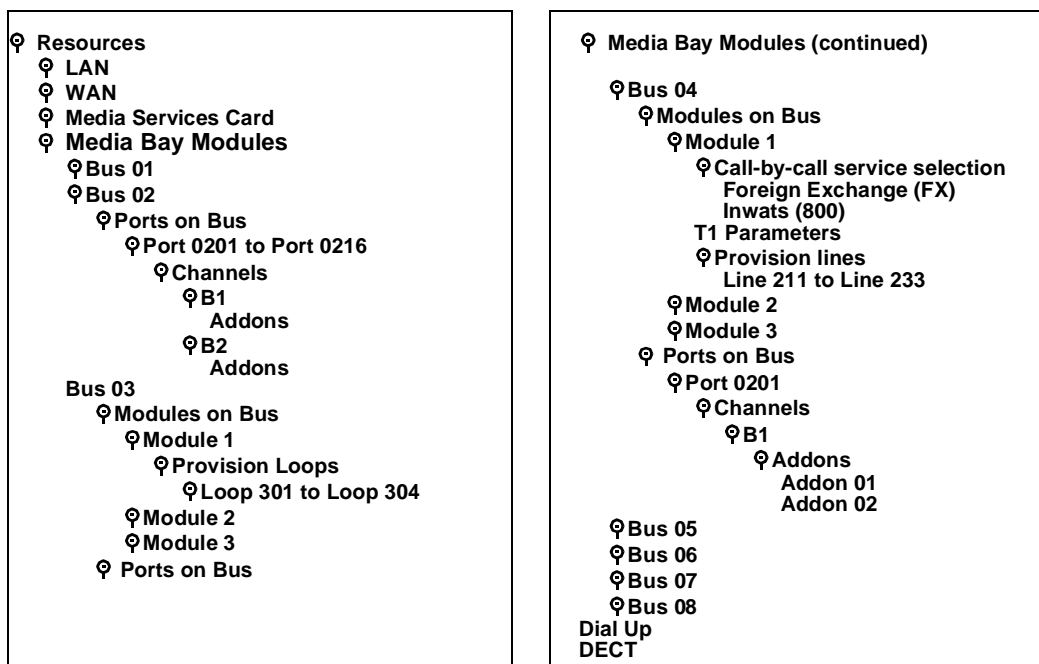 Resources
LAN
WAN
Media Services Card
Media Bay Modules
Bus 01
Bus 02
Ports on Bus
Port 0201 to Port 0216
Channels
B1
Addons
B2
Addons
Bus 03
Modules on Bus
Module 1
Provision Loops
Loop 301 to Loop 304
Module 2
Module 3
Ports on Bus
Media Bay Modules (continued)
Bus 04
Modules on Bus
Module 1
Call-by-call service selection
Foreign Exchange (FX)
Inwats (800)
T1 Parameters
Provision lines
Line 211 to Line 233
Module 2
Module 3
Ports on Bus
Port 0201
Channels
B1
Addons
Addon 01
Addon 02
Bus 05
Bus 06
Bus 07
Bus 08
Dial Up
DECT